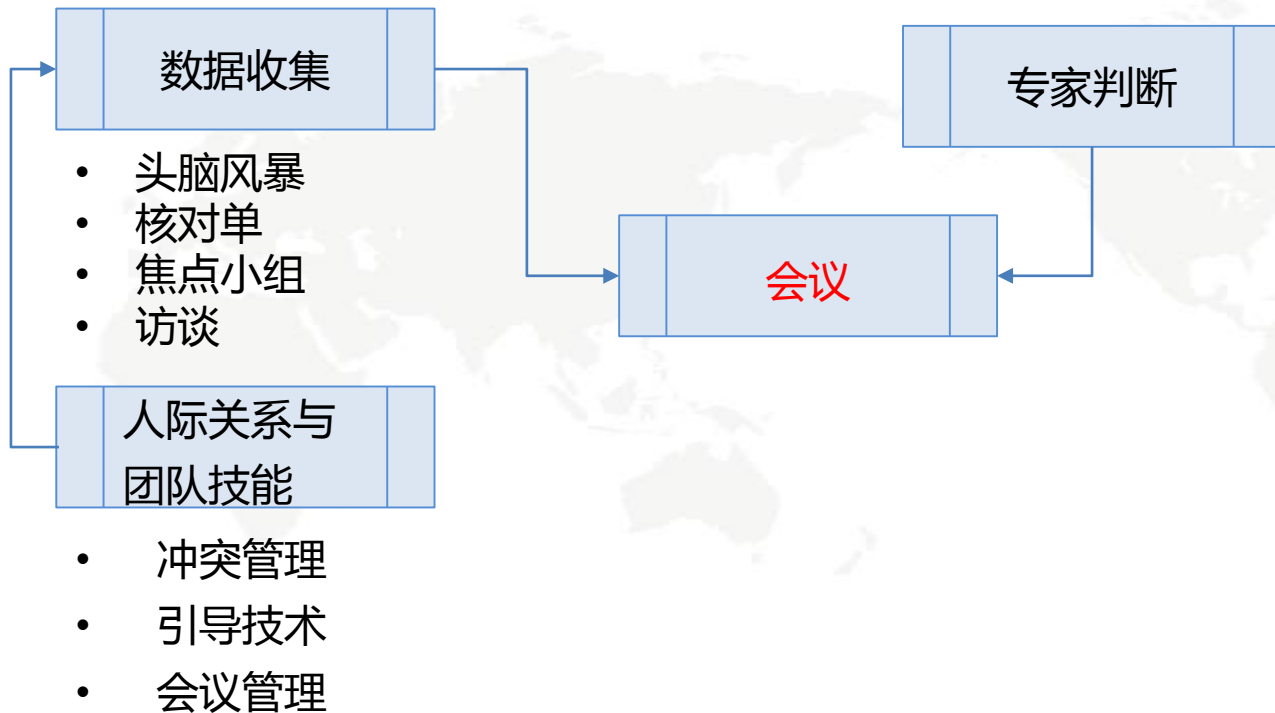 数据收集
• 头脑风暴
• 核对单
• 焦点小组
• 访谈
人际关系与
团队技能
• 冲突管理
• 引导技术
• 会议管理
会议
专家判断